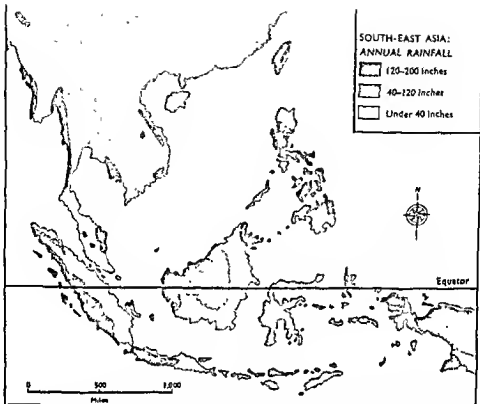 SOUTH-EAST ASIA:
ANNUAL RAINFALL
120–200 Inches
40–120 Inches
Under 40 Inches
N
Equator
0 500 1,000
Miles